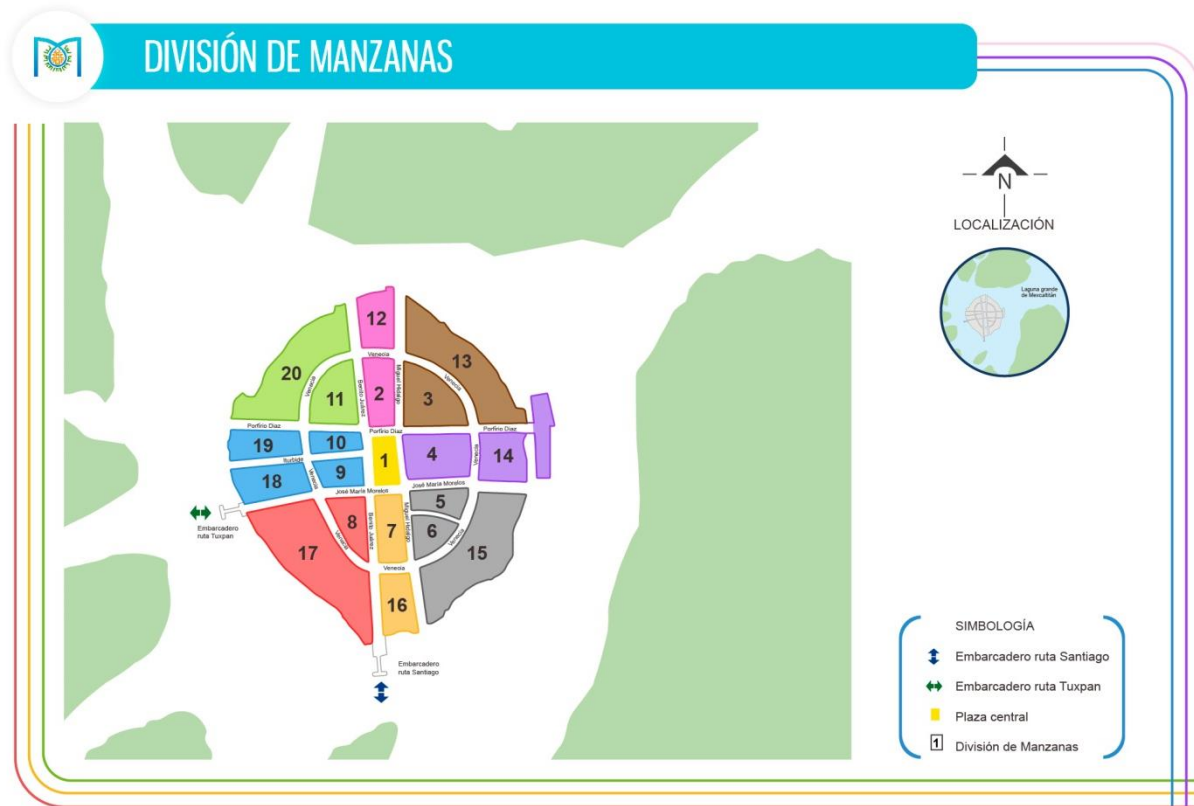 DIVISIÓN DE MANZANAS
N
LOCALIZACIÓN
Laguna grande
de Mexcaltitán
12
Venecia
13
20
Venecia
11
Benito Juárez
2
Miguel Hidalgo
3
Venecia
Porfirio Díaz
Porfirio Díaz
Porfirio Díaz
19
10
1
4
Venecia
14
Iturbide
18
Venecia
9
José María Morelos
José María Morelos
5
Embarcadero
ruta Tuxpan
17
8
Venecia
Benito Juárez
7
Miguel Hidalgo
6
Venecia
15
Venecia
16
Embarcadero
ruta Santiago
SIMBOLOGÍA
Embarcadero ruta Santiago
Embarcadero ruta Tuxpan
Plaza central
1 División de Manzanas